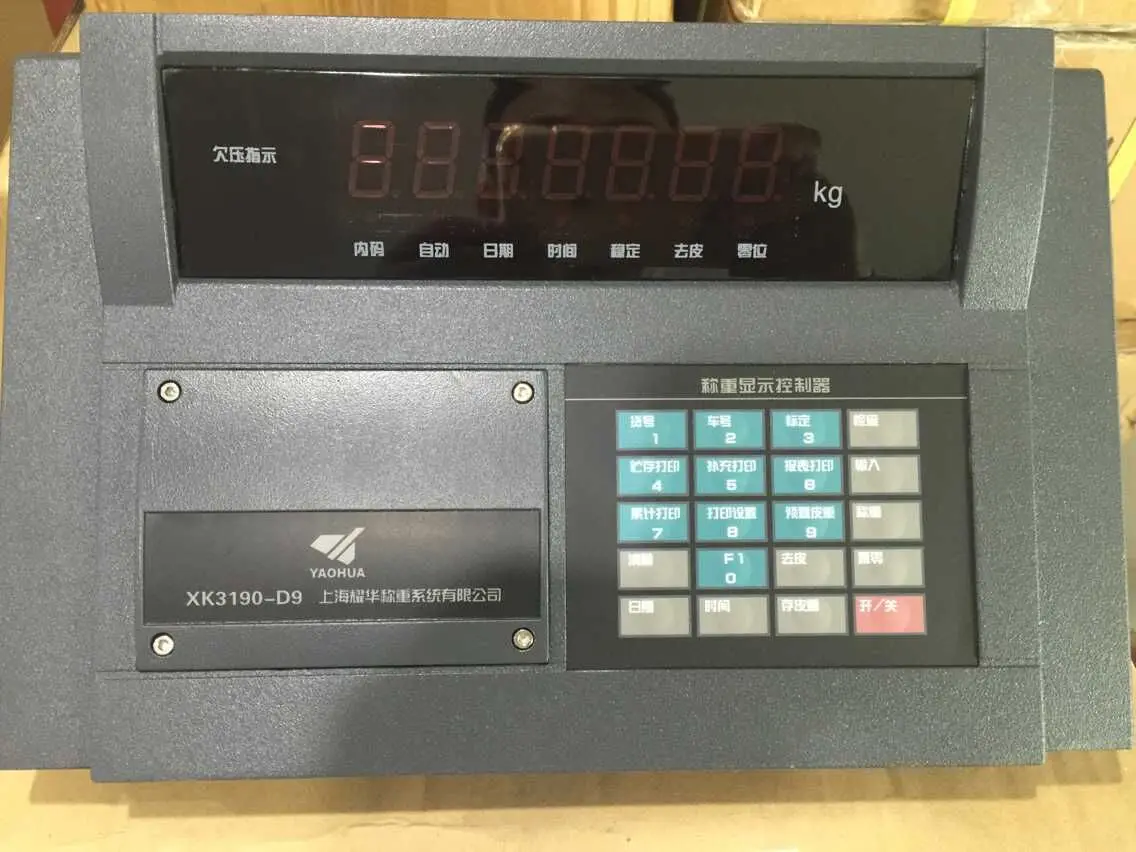 欠压指示
kg
内码 自动 日期 时间 稳定 去皮 零位
称重显示控制器
货号 车号 标定 检查
1 2 3
贮存打印 补充打印 报表打印 输入
4 5 6
累计打印 打印设置 预置皮重 称重
7 8 9
清除 F1 去皮 置零
0
日期 时间 存皮重 开/关
YAOHUA
XK3190-D9 上海耀华称重系统有限公司